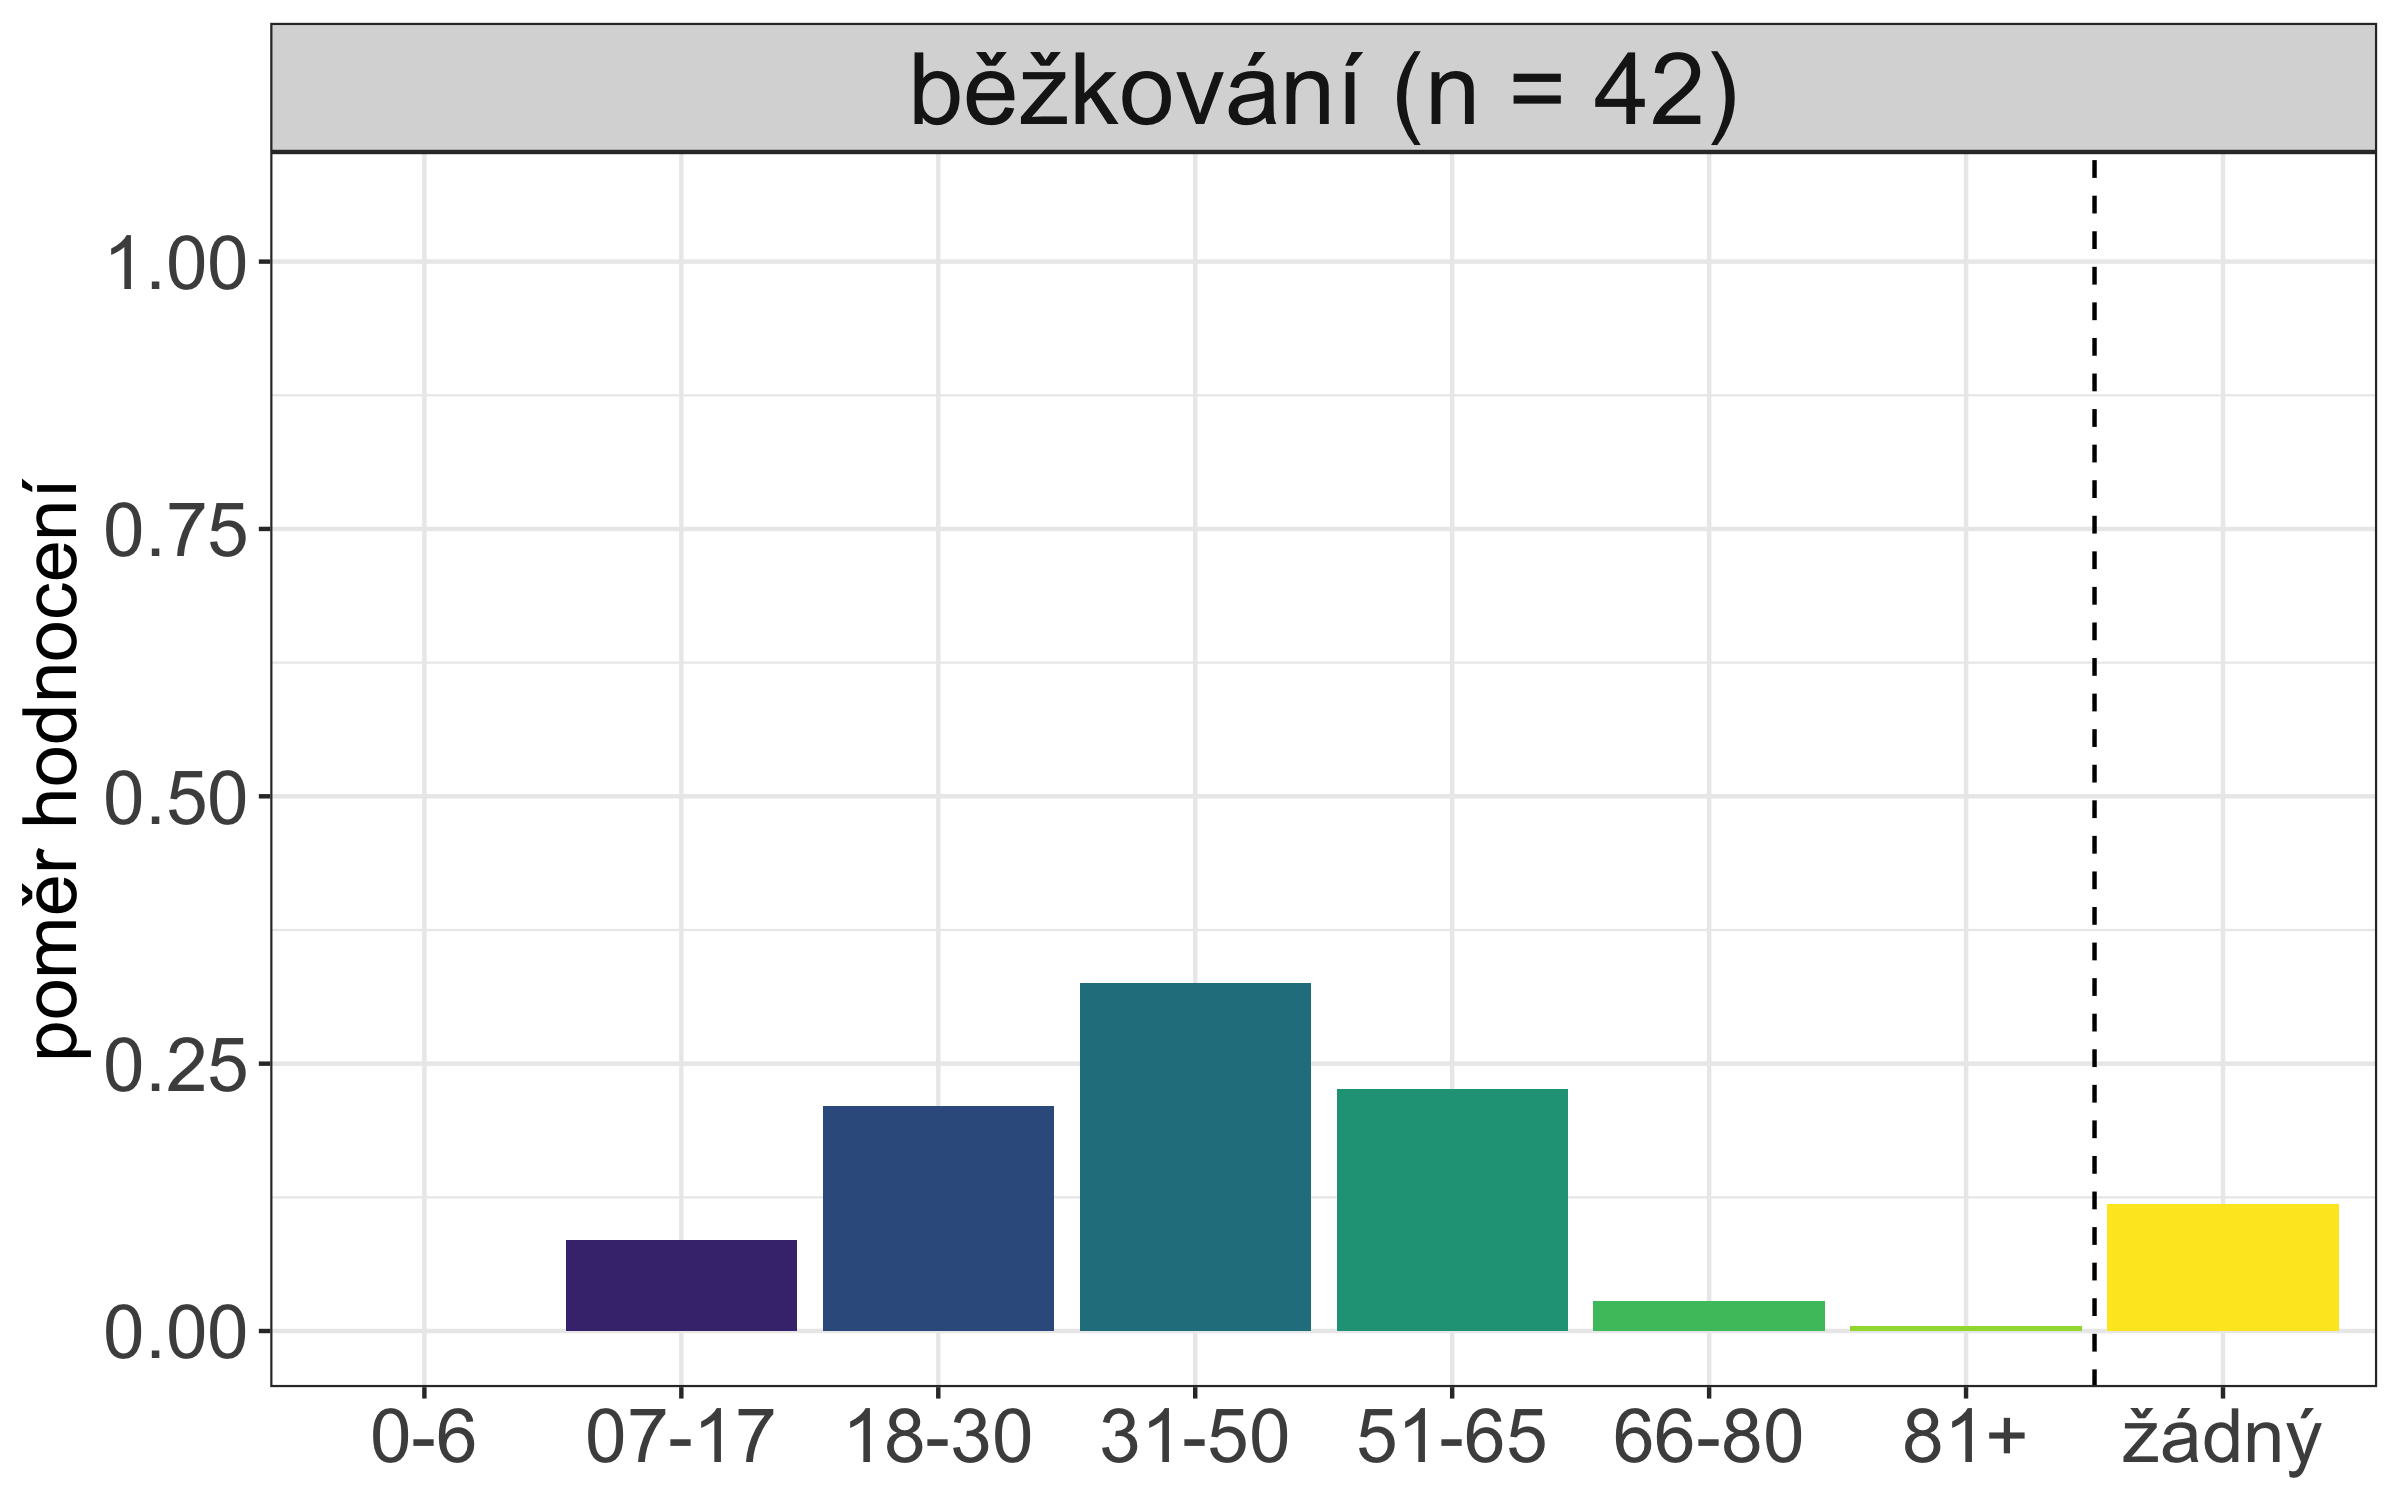 běžkování (n = 42)
poměr hodnocení
1.00
0.75
0.50
0.25
0.00
0-6 07-17 18-30 31-50 51-65 66-80 81+ žádný